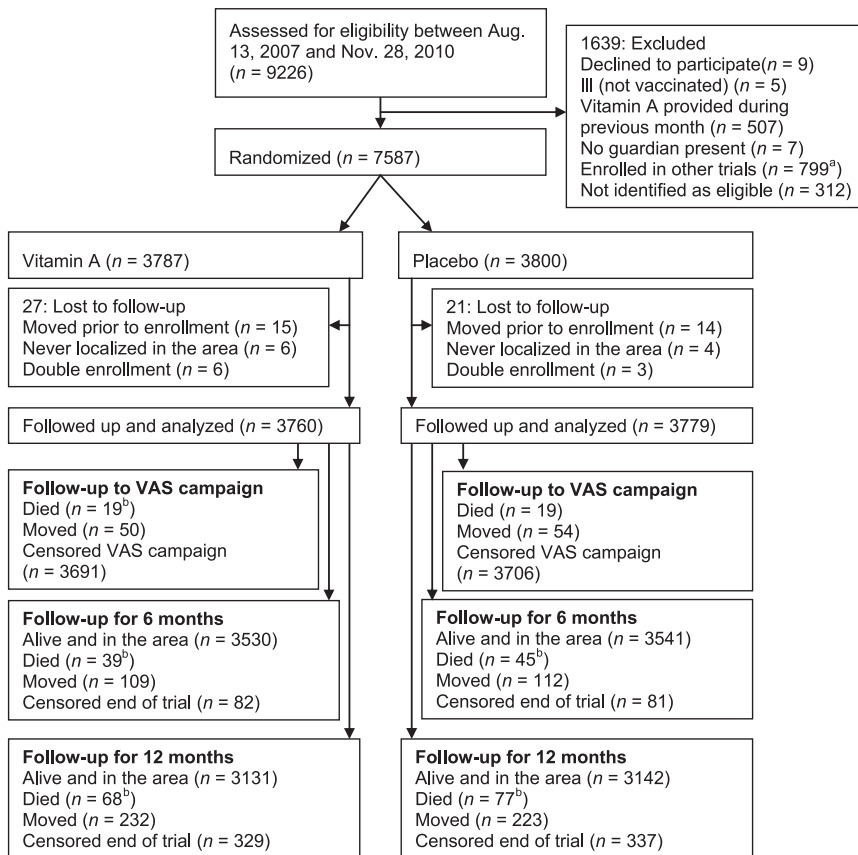 Assessed for eligibility between Aug.
13, 2007 and Nov. 28, 2010
(n = 9226)
1639: Excluded
Declined to participate(n = 9)
Ill (not vaccinated) (n = 5)
Vitamin A provided during
previous month (n = 507)
No guardian present (n = 7)
Enrolled in other trials (n = 799ᵃ)
Not identified as eligible (n = 312)
Randomized (n = 7587)
Vitamin A (n = 3787)
Placebo (n = 3800)
27: Lost to follow-up
Moved prior to enrollment (n = 15)
Never localized in the area (n = 6)
Double enrollment (n = 6)
21: Lost to follow-up
Moved prior to enrollment (n = 14)
Never localized in the area (n = 4)
Double enrollment (n = 3)
Followed up and analyzed (n = 3760)
Followed up and analyzed (n = 3779)
Follow-up to VAS campaign
Died (n = 19ᵇ)
Moved (n = 50)
Censored VAS campaign
(n = 3691)
Follow-up to VAS campaign
Died (n = 19)
Moved (n = 54)
Censored VAS campaign
(n = 3706)
Follow-up for 6 months
Alive and in the area (n = 3530)
Died (n = 39ᵇ)
Moved (n = 109)
Censored end of trial (n = 82)
Follow-up for 6 months
Alive and in the area (n = 3541)
Died (n = 45ᵇ)
Moved (n = 112)
Censored end of trial (n = 81)
Follow-up for 12 months
Alive and in the area (n = 3131)
Died (n = 68ᵇ)
Moved (n = 232)
Censored end of trial (n = 329)
Follow-up for 12 months
Alive and in the area (n = 3142)
Died (n = 77ᵇ)
Moved (n = 223)
Censored end of trial (n = 337)